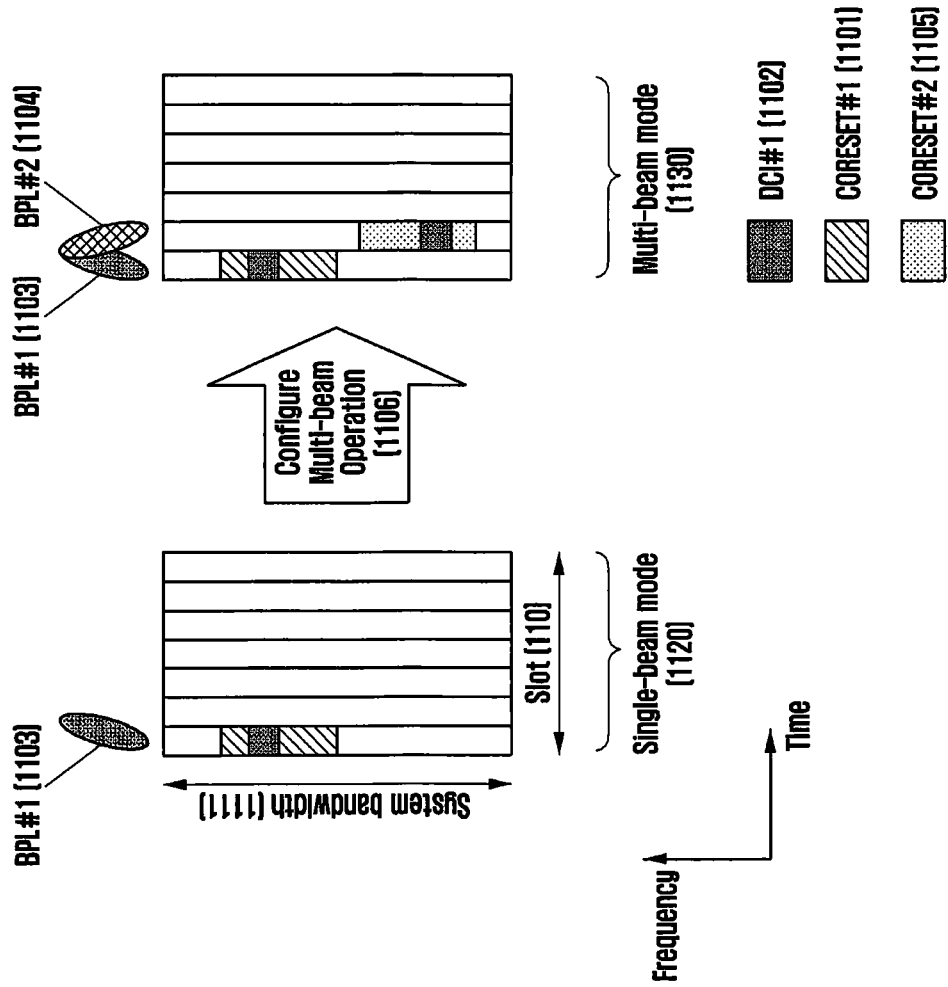 BPL#1 (1103)
BPL#1 (1103)
BPL#2 (1104)
System bandwidth (1111)
Configure
Multi-beam
Operation
(1106)
Slot (110)
Single-beam mode
(1120)
Multi-beam mode
(1130)
Frequency
Time
DCI#1 (1102)
CORESET#1 (1101)
CORESET#2 (1105)